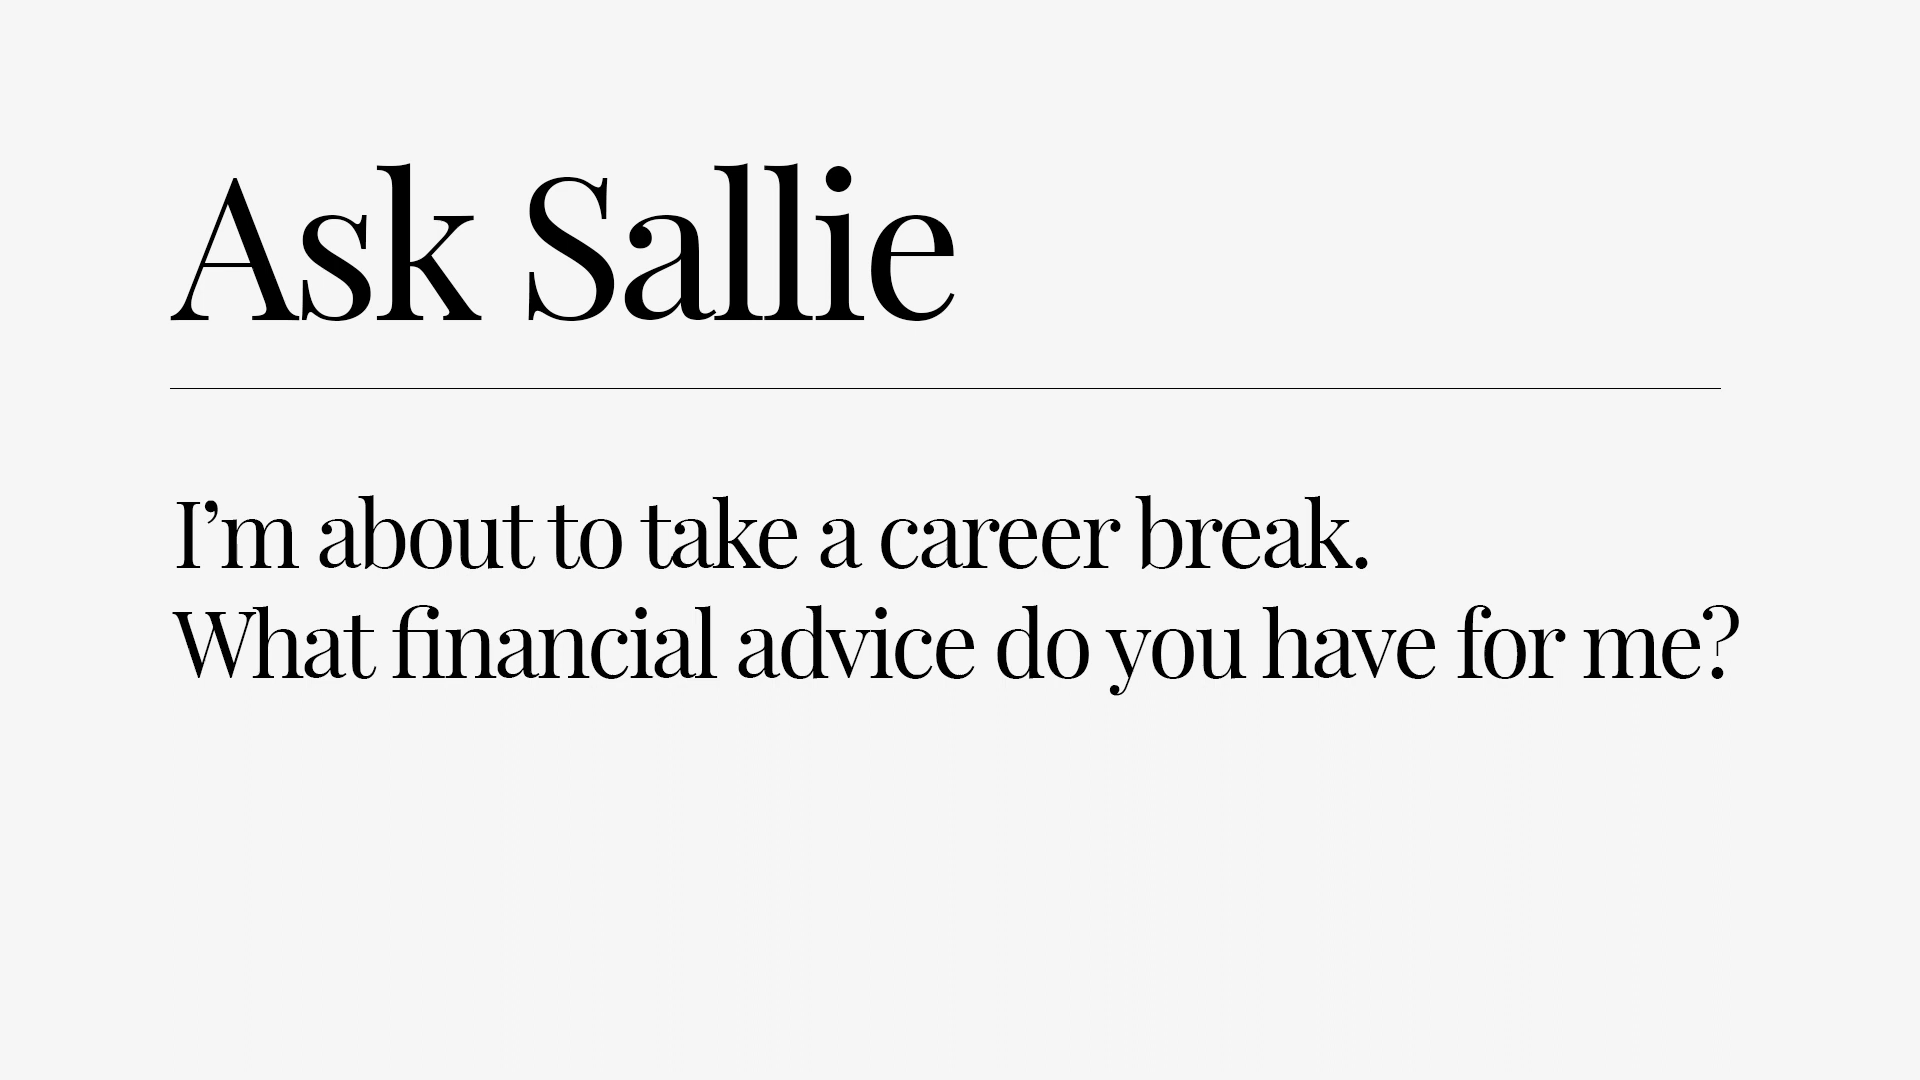 Ask Sallie
I’m about to take a career break.
What financial advice do you have for me?